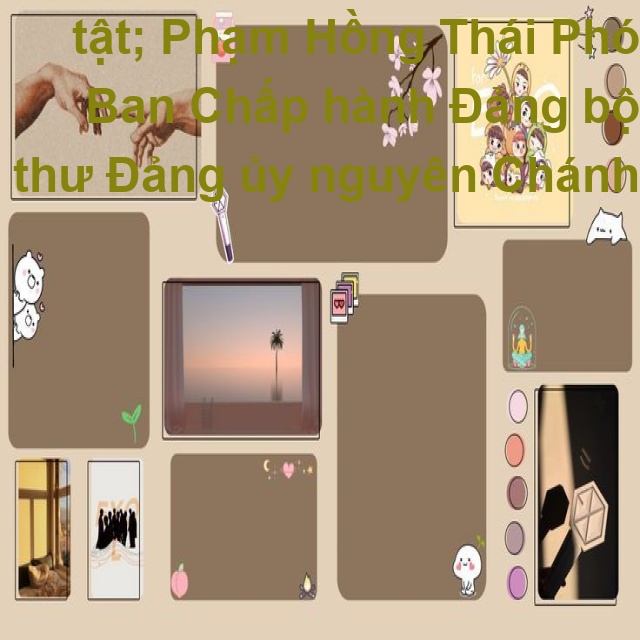 tật; Phạm Hồng Thái Phó
Ban Chấp hành Đảng bộ
thư Đảng ủy nguyên Chánh